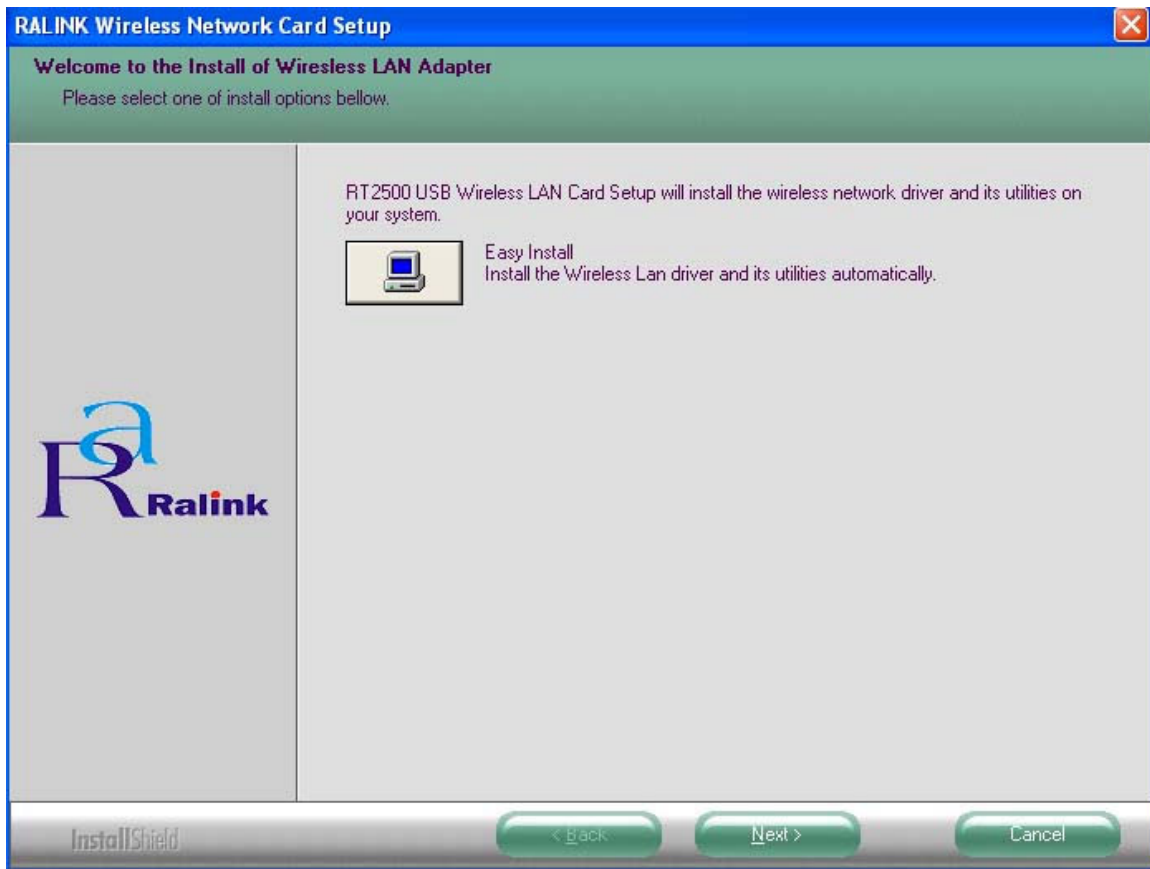 RALINK Wireless Network Card Setup
Welcome to the Install of Wiresless LAN Adapter
Please select one of install options bellow.
RT2500 USB Wireless LAN Card Setup will install the wireless network driver and its utilities on
your system.
Easy Install
Install the Wireless Lan driver and its utilities automatically.
Ra
Ralink
InstallShield
< Back
Next >
Cancel